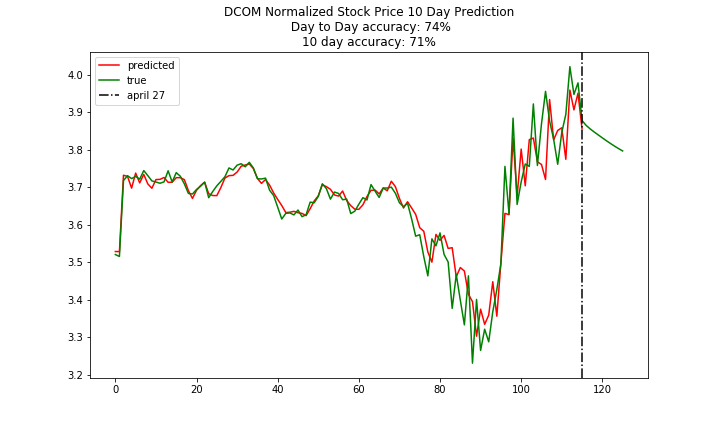 DCOM Normalized Stock Price 10 Day Prediction
Day to Day accuracy: 74%
10 day accuracy: 71%
predicted
true
april 27
4.0
3.9
3.8
3.7
3.6
3.5
3.4
3.3
3.2
0 20 40 60 80 100 120